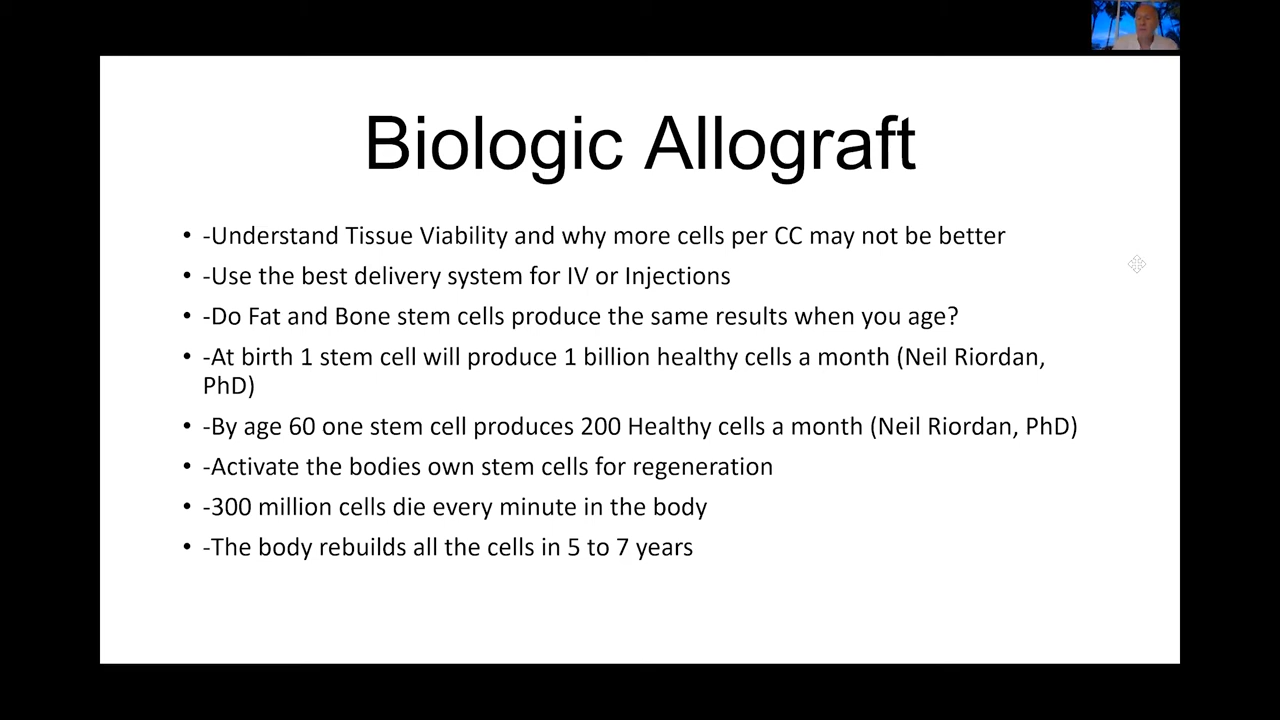 Biologic Allograft
• -Understand Tissue Viability and why more cells per CC may not be better
• -Use the best delivery system for IV or Injections
• -Do Fat and Bone stem cells produce the same results when you age?
• -At birth 1 stem cell will produce 1 billion healthy cells a month (Neil Riordan,
PhD)
• -By age 60 one stem cell produces 200 Healthy cells a month (Neil Riordan, PhD)
• -Activate the bodies own stem cells for regeneration
• -300 million cells die every minute in the body
• -The body rebuilds all the cells in 5 to 7 years